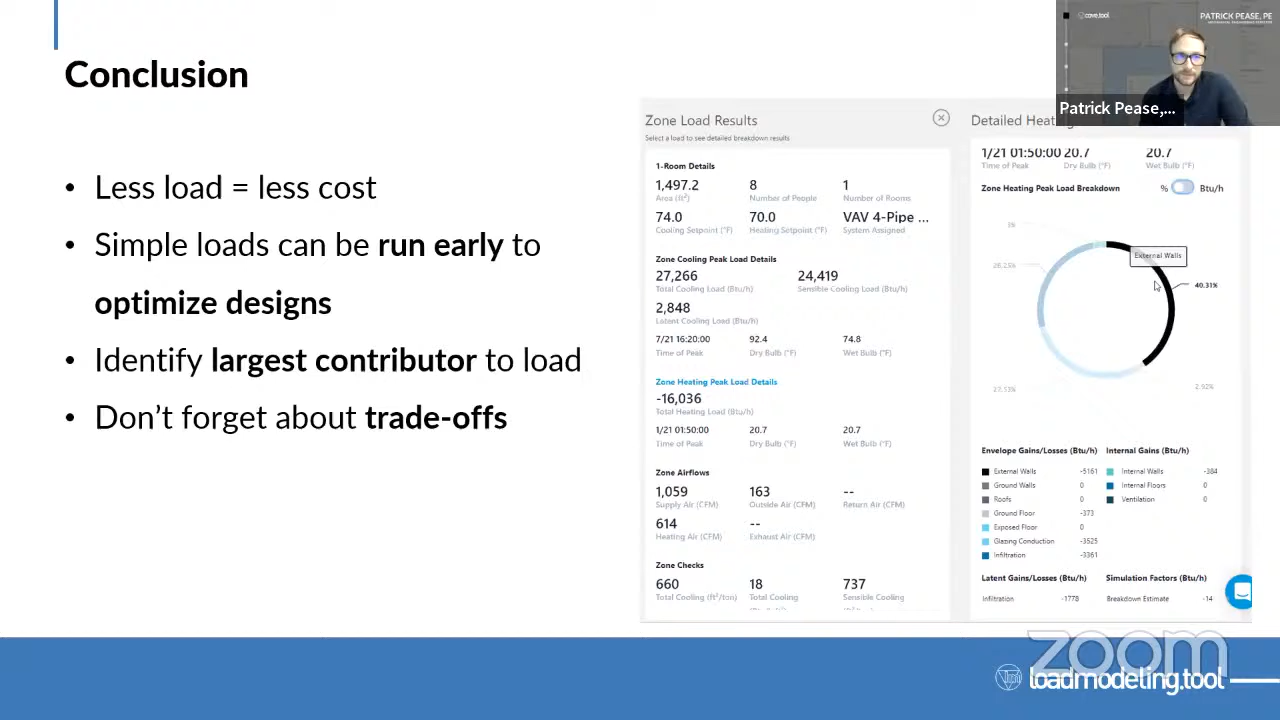 Conclusion
• Less load = less cost
• Simple loads can be run early to
optimize designs
• Identify largest contributor to load
• Don't forget about trade-offs
cove.tool
PATRICK PEASE, PE
Patrick Pease,...
Zone Load Results
Select a load to see detailed breakdown results
1-Room Details
1,497.2 8 1
Area (ft²) Number of People Number of Rooms
74.0 70.0 VAV 4-Pipe ...
Cooling Setpoint (°F) Heating Setpoint (°F) System Assigned
Zone Cooling Peak Load Details
27,266 24,419
Total Cooling Load (Btu/h) Sensible Cooling Load (Btu/h)
2,848
Latent Cooling Load (Btu/h)
7/21 16:20:00 92.4 74.8
Time of Peak Dry Bulb (°F) Wet Bulb (°F)
Zone Heating Peak Load Details
-16,036
Total Heating Load (Btu/h)
1/21 01:50:00 20.7 20.7
Time of Peak Dry Bulb (°F) Wet Bulb (°F)
Zone Airflows
1,059 163 --
Supply Air (CFM) Outside Air (CFM) Return Air (CFM)
614 --
Heating Air (CFM) Exhaust Air (CFM)
Zone Checks
660 18 737
Total Cooling (ft²/ton) Total Cooling Sensible Cooling
Detailed Heating
1/21 01:50:00 20.7 20.7
Time of Peak Dry Bulb (°F) Wet Bulb (°F)
Zone Heating Peak Load Breakdown % Btu/h
External Walls
26.25%
40.31%
27.53%
2.92%
Envelope Gains/Losses (Btu/h) Internal Gains (Btu/h)
External Walls -5161 Internal Walls -384
Ground Walls 0 Internal Floors 0
Roofs 0 Ventilation 0
Ground Floor -373
Exposed Floor 0
Glazing Conduction -3525
Infiltration -3361
Latent Gains/Losses (Btu/h) Simulation Factors (Btu/h)
Infiltration -1778 Breakdown Estimate -14
zoom
loadmodeling.tool